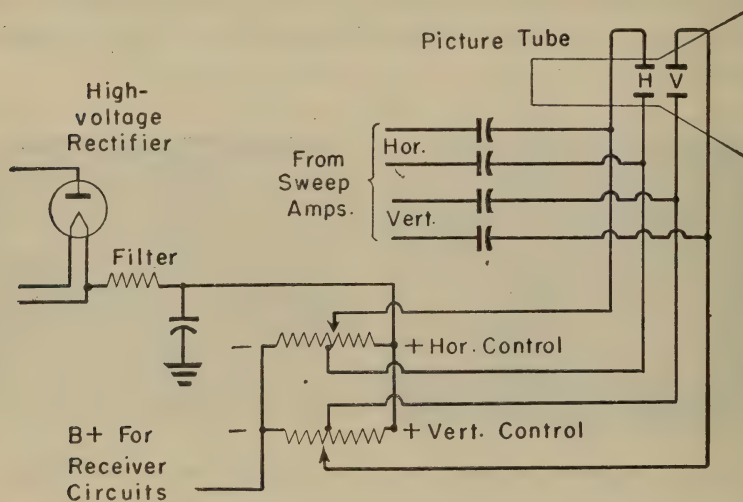 Picture Tube
H V
High-
voltage
Rectifier
From
Sweep
Amps.
Hor.
Vert.
Filter
− + Hor. Control
− + Vert. Control
B+ For
Receiver
Circuits